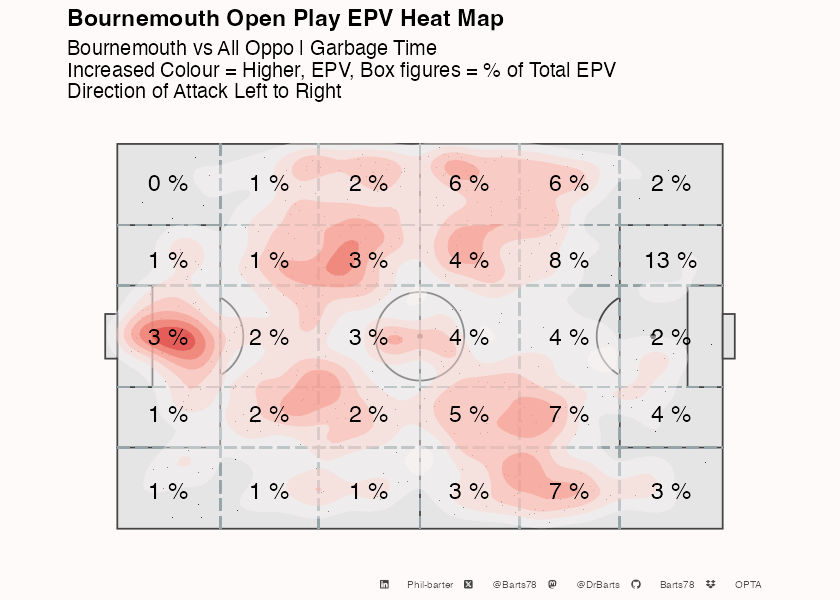 Bournemouth Open Play EPV Heat Map
Bournemouth vs All Oppo | Garbage Time
Increased Colour = Higher, EPV, Box figures = % of Total EPV
Direction of Attack Left to Right
0 % 1 % 2 % 6 % 6 % 2 %
1 % 1 % 3 % 4 % 8 % 13 %
3 % 2 % 3 % 4 % 4 % 2 %
1 % 2 % 2 % 5 % 7 % 4 %
1 % 1 % 1 % 3 % 7 % 3 %
Phil-barter @Barts78 @DrBarts Barts78 OPTA